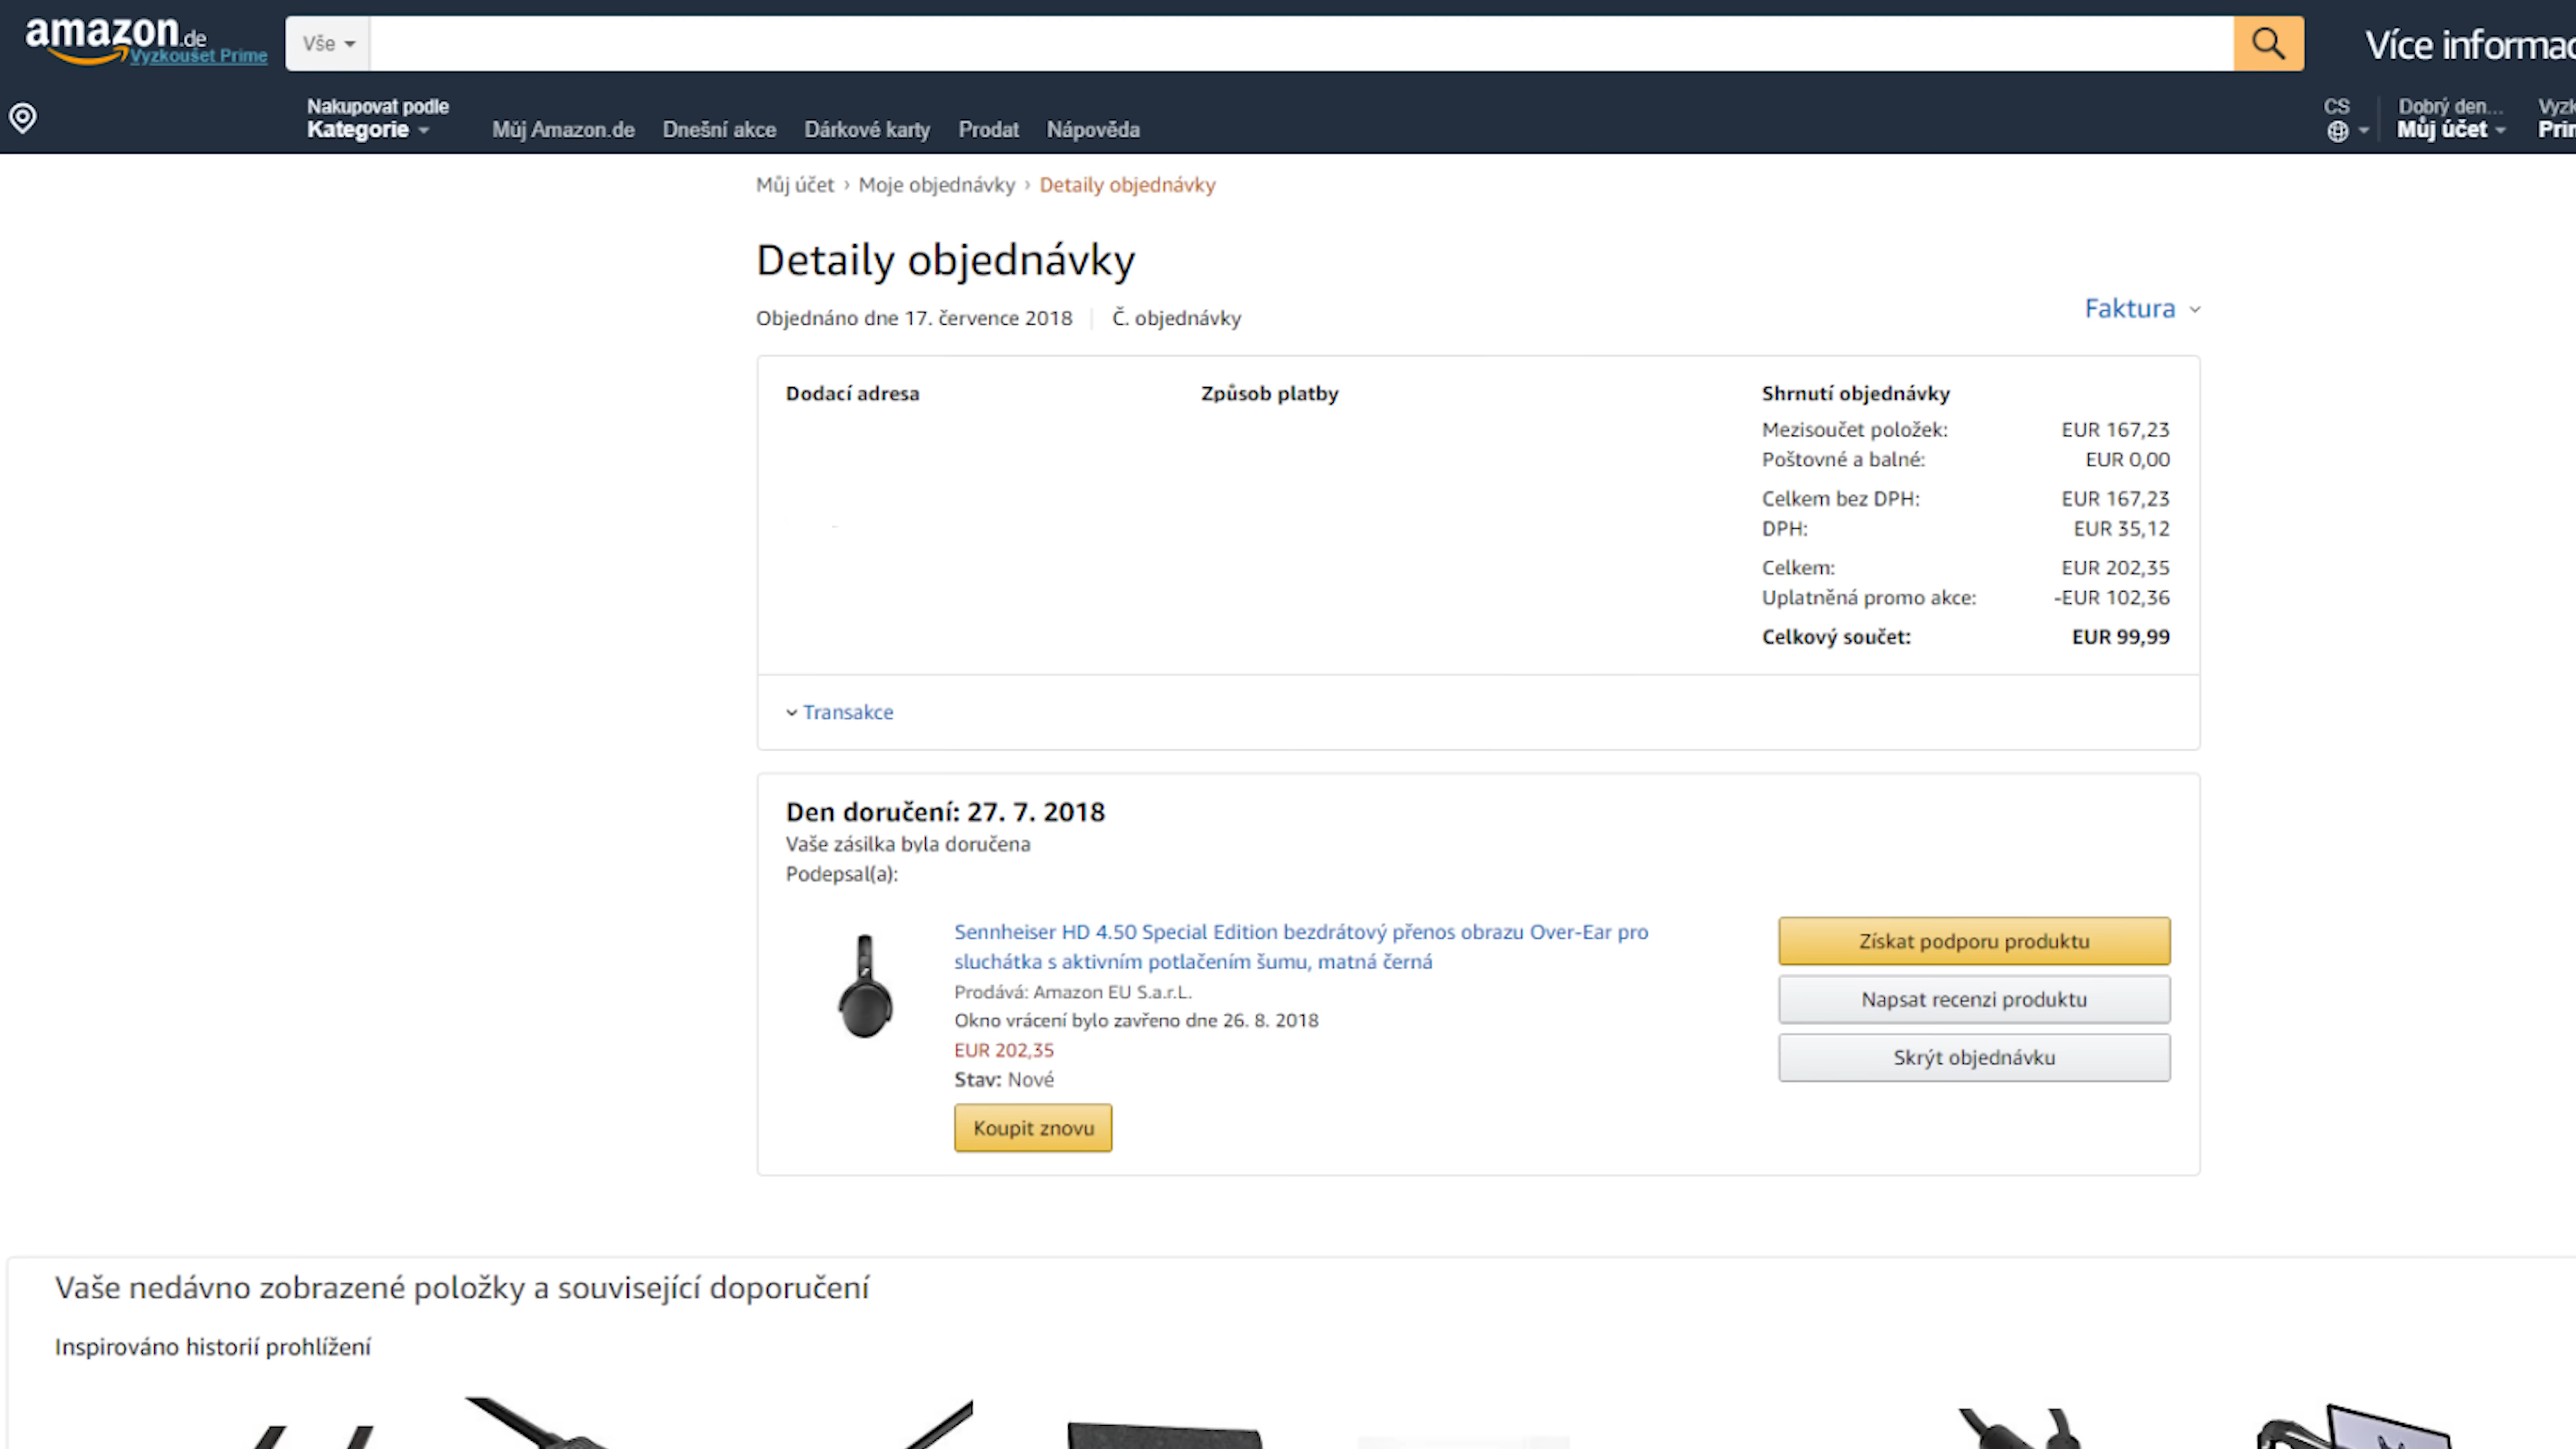 amazon.de
Vyzkoušet Prime
Vše
Více informac
Nakupovat podle
Kategorie
Můj Amazon.de Dnešní akce Dárkové karty Prodat Nápověda
CS
Dobrý den...
Můj účet
Vyzk
Prin
Můj účet › Moje objednávky › Detaily objednávky
Detaily objednávky
Objednáno dne 17. července 2018 Č. objednávky
Faktura
Dodací adresa
Způsob platby
Shrnutí objednávky
Mezisoučet položek: EUR 167,23
Poštovné a balné: EUR 0,00
Celkem bez DPH: EUR 167,23
DPH: EUR 35,12
Celkem: EUR 202,35
Uplatněná promo akce: -EUR 102,36
Celkový součet: EUR 99,99
Transakce
Den doručení: 27. 7. 2018
Vaše zásilka byla doručena
Podepsal(a):
Sennheiser HD 4.50 Special Edition bezdrátový přenos obrazu Over-Ear pro
sluchátka s aktivním potlačením šumu, matná černá
Prodává: Amazon EU S.a.r.L.
Okno vrácení bylo zavřeno dne 26. 8. 2018
EUR 202,35
Stav: Nové
Koupit znovu
Získat podporu produktu
Napsat recenzi produktu
Skrýt objednávku
Vaše nedávno zobrazené položky a související doporučení
Inspirováno historií prohlížení